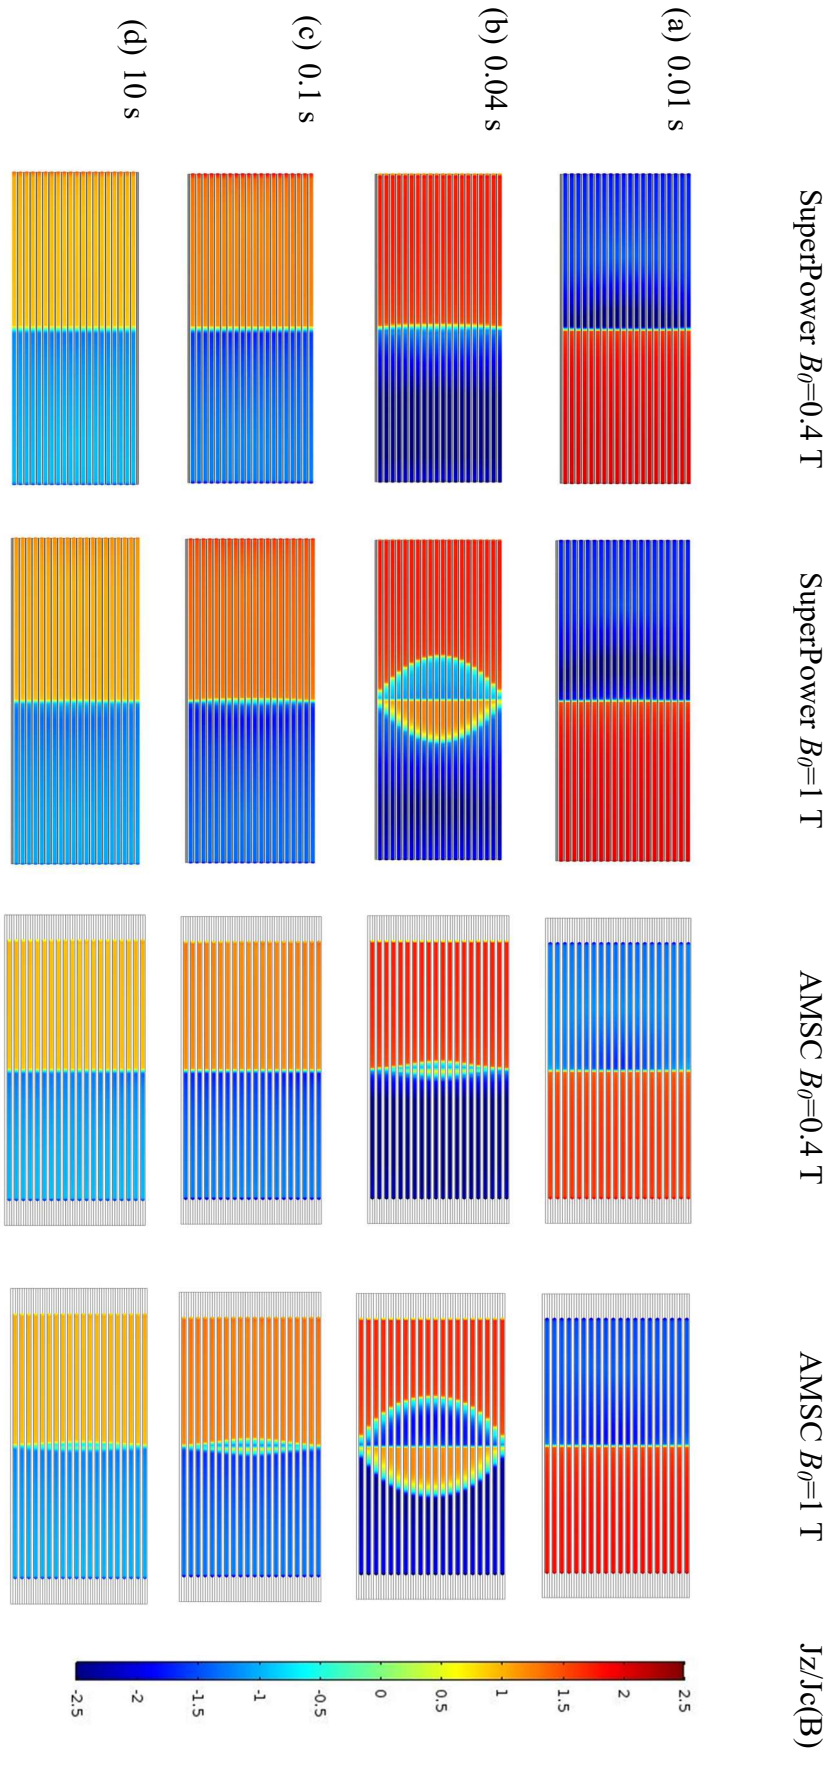 SuperPower B0=0.4 T
SuperPower B0=1 T
AMSC B0=0.4 T
AMSC B0=1 T
Jz/Jc(B)
(a) 0.01 s
(b) 0.04 s
(c) 0.1 s
(d) 10 s
2.5
2
1.5
1
0.5
0
-0.5
-1
-1.5
-2
-2.5